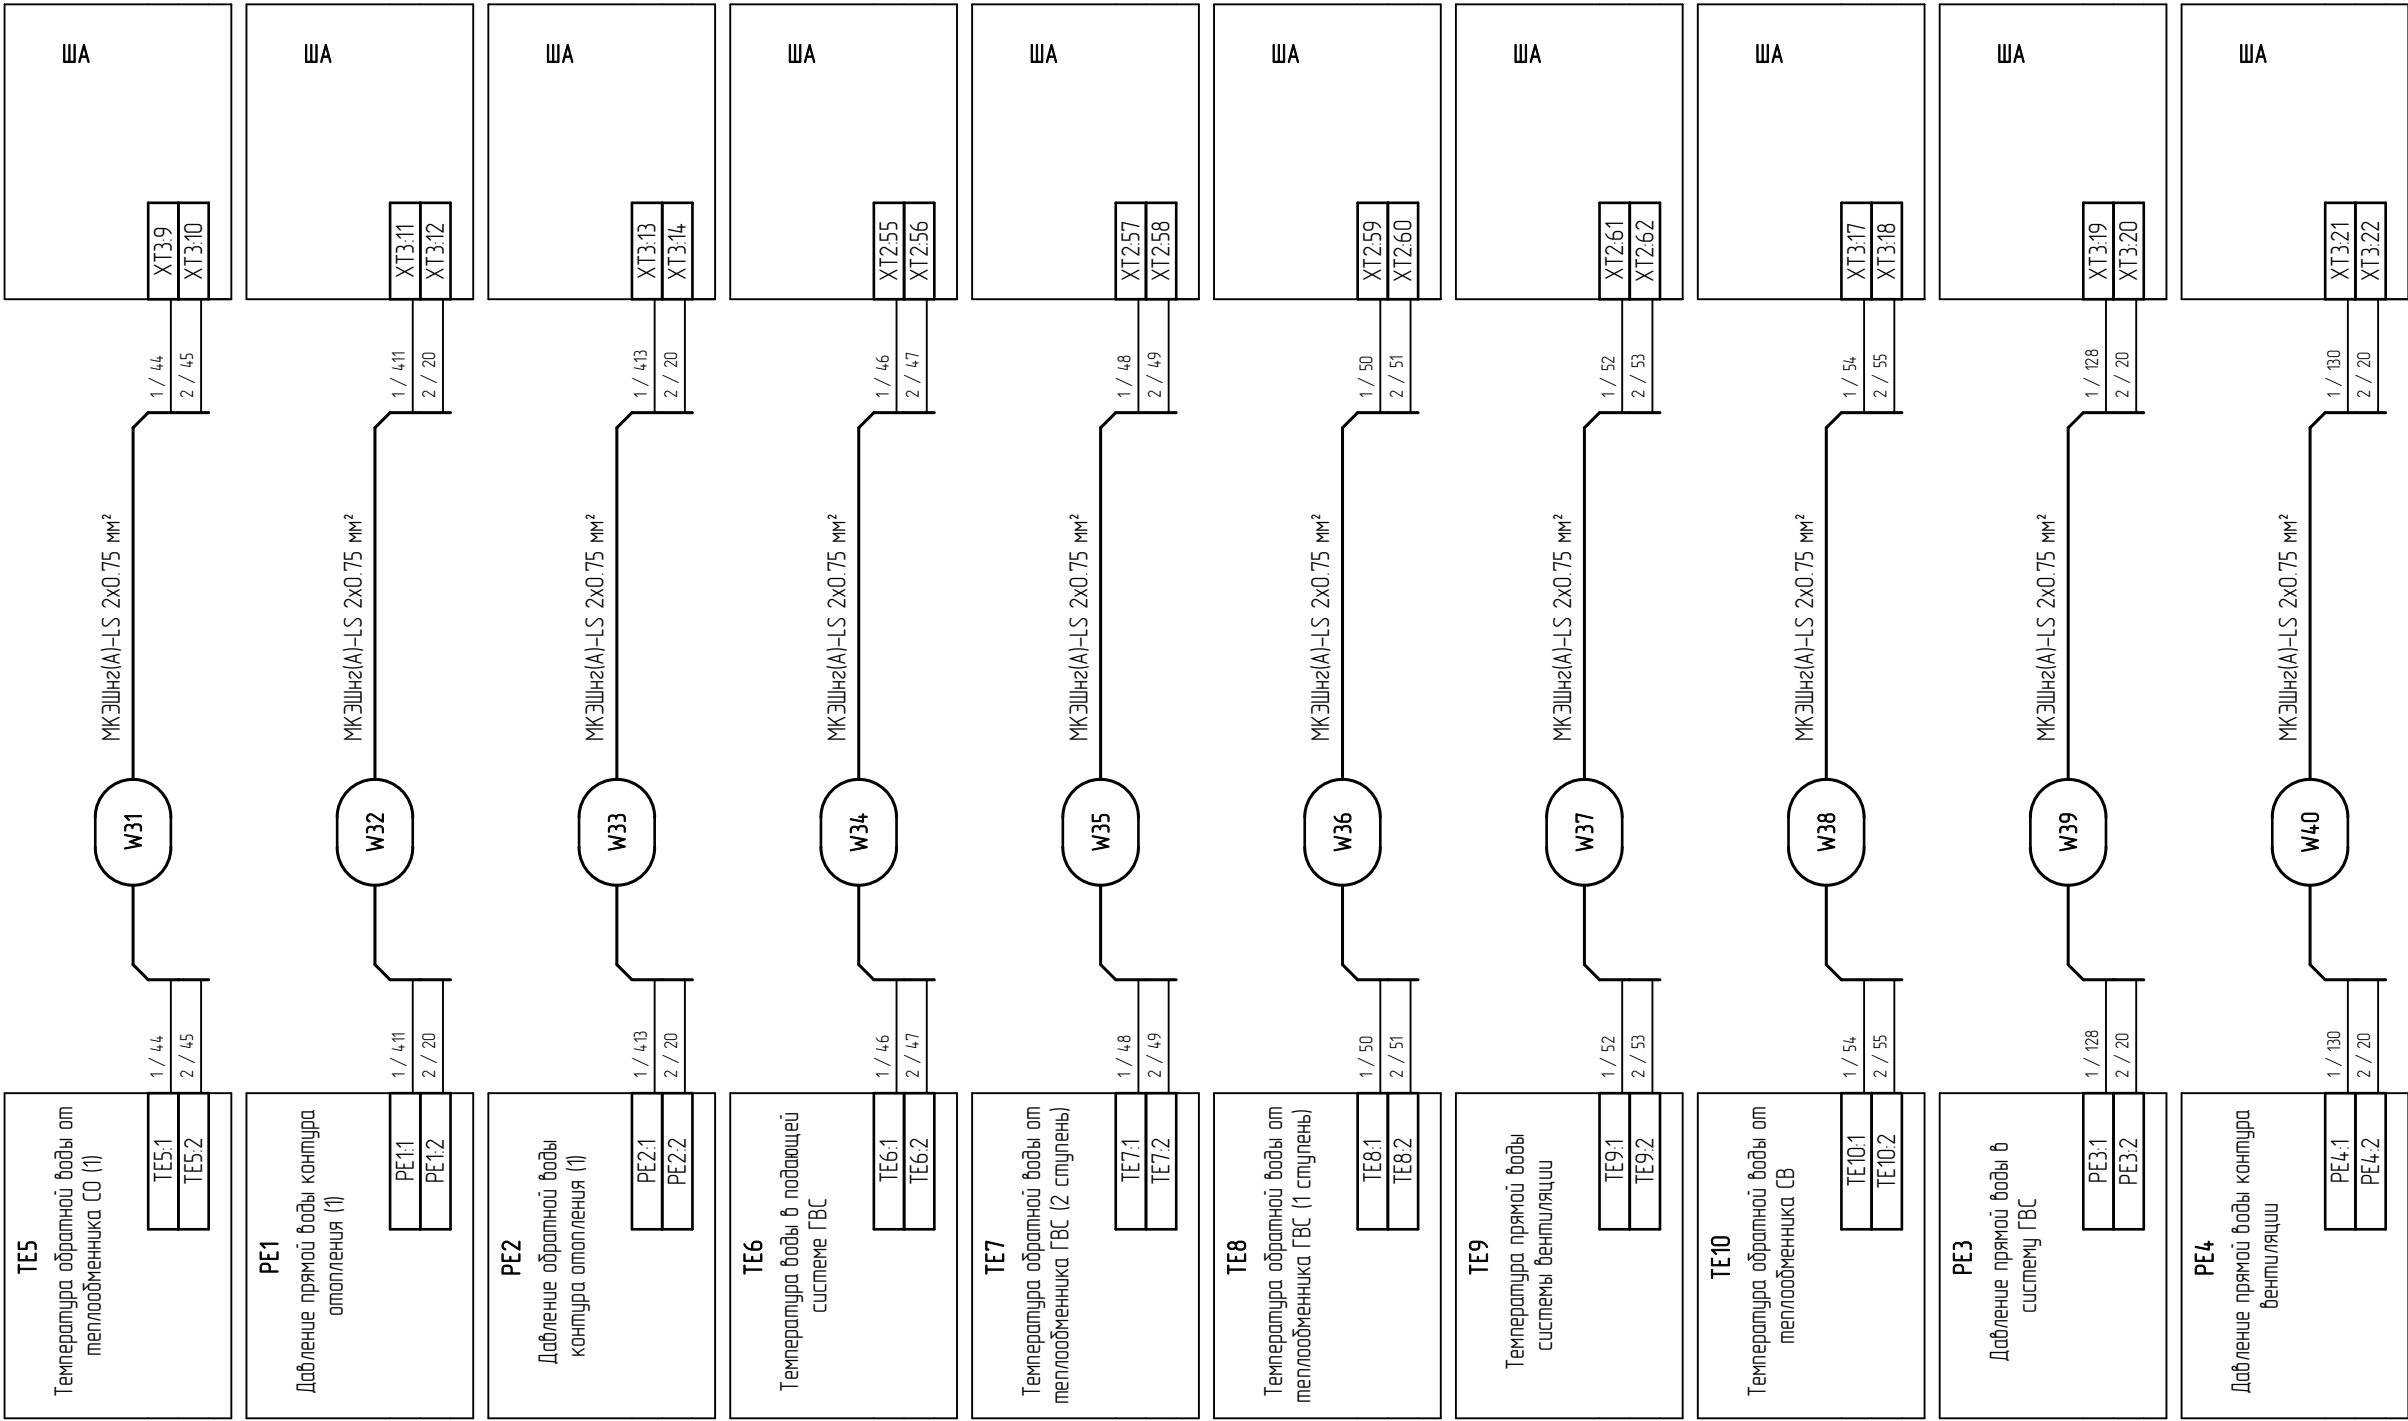 TE5
Температура обратной воды от
теплообменника СО (1)
TE5:1
TE5:2
1 / 44
2 / 45
W31
МКЭШнг(А)-LS 2x0.75 мм²
1 / 44
2 / 45
XT3:9
XT3:10
ША
PE1
Давление прямой воды контура
отопления (1)
PE1:1
PE1:2
1 / 411
2 / 20
W32
МКЭШнг(А)-LS 2x0.75 мм²
1 / 411
2 / 20
XT3:11
XT3:12
ША
PE2
Давление обратной воды
контура отопления (1)
PE2:1
PE2:2
1 / 413
2 / 20
W33
МКЭШнг(А)-LS 2x0.75 мм²
1 / 413
2 / 20
XT3:13
XT3:14
ША
TE6
Температура воды в подающей
системе ГВС
TE6:1
TE6:2
1 / 46
2 / 47
W34
МКЭШнг(А)-LS 2x0.75 мм²
1 / 46
2 / 47
XT2:55
XT2:56
ША
TE7
Температура обратной воды от
теплообменника ГВС (2 ступень)
TE7:1
TE7:2
1 / 48
2 / 49
W35
МКЭШнг(А)-LS 2x0.75 мм²
1 / 48
2 / 49
XT2:57
XT2:58
ША
TE8
Температура обратной воды от
теплообменника ГВС (1 ступень)
TE8:1
TE8:2
1 / 50
2 / 51
W36
МКЭШнг(А)-LS 2x0.75 мм²
1 / 50
2 / 51
XT2:59
XT2:60
ША
TE9
Температура прямой воды
системы вентиляции
TE9:1
TE9:2
1 / 52
2 / 53
W37
МКЭШнг(А)-LS 2x0.75 мм²
1 / 52
2 / 53
XT2:61
XT2:62
ША
TE10
Температура обратной воды от
теплообменника СВ
TE10:1
TE10:2
1 / 54
2 / 55
W38
МКЭШнг(А)-LS 2x0.75 мм²
1 / 54
2 / 55
XT3:17
XT3:18
ША
PE3
Давление прямой воды в
систему ГВС
PE3:1
PE3:2
1 / 128
2 / 20
W39
МКЭШнг(А)-LS 2x0.75 мм²
1 / 128
2 / 20
XT3:19
XT3:20
ША
PE4
Давление прямой воды контура
вентиляции
PE4:1
PE4:2
1 / 130
2 / 20
W40
МКЭШнг(А)-LS 2x0.75 мм²
1 / 130
2 / 20
XT3:21
XT3:22
ША